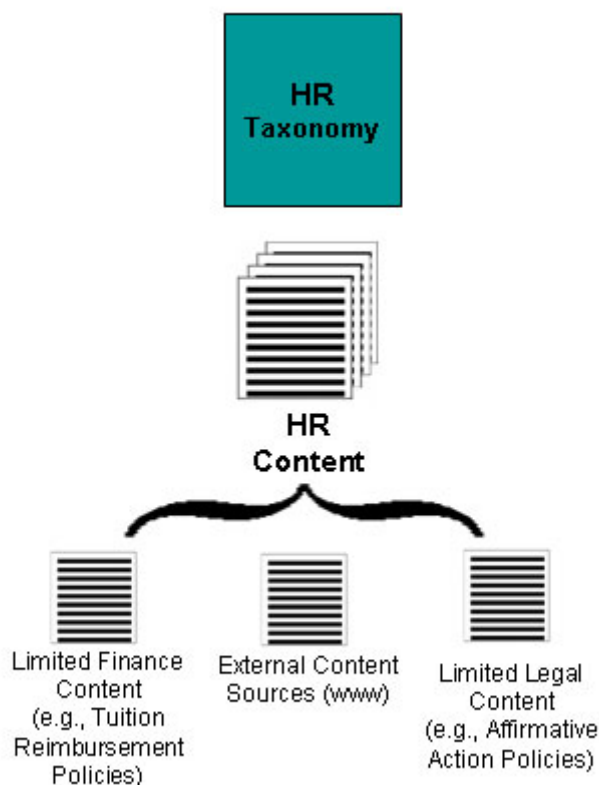 HR
Taxonomy
HR
Content
Limited Finance
Content
(e.g., Tuition
Reimbursement
Policies)
External Content
Sources (www)
Limited Legal
Content
(e.g., Affirmative
Action Policies)